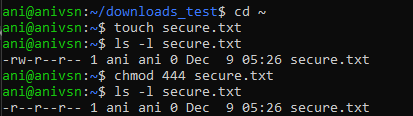 ani@anivsn:~/downloads_test$ cd ~
ani@anivsn:~$ touch secure.txt
ani@anivsn:~$ ls -l secure.txt
-rw-r--r-- 1 ani ani 0 Dec  9 05:26 secure.txt
ani@anivsn:~$ chmod 444 secure.txt
ani@anivsn:~$ ls -l secure.txt
-r--r--r-- 1 ani ani 0 Dec  9 05:26 secure.txt